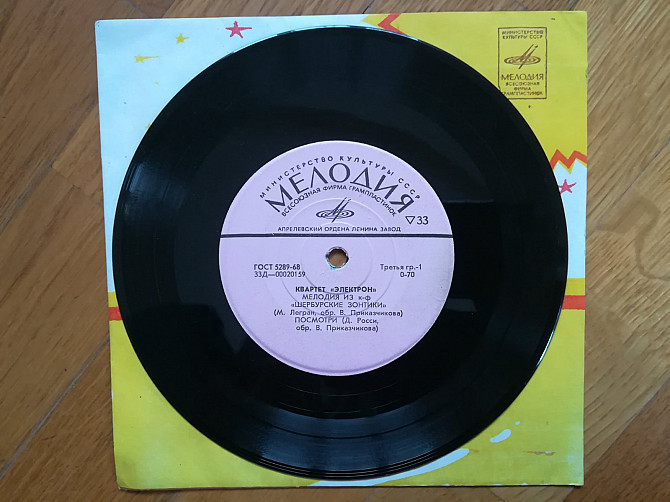 МИНИСТЕРСТВО
КУЛЬТУРЫ СССР
МЕЛОДИЯ
ВСЕСОЮЗНАЯ
ФИРМА
ГРАМПЛАСТИНОК
МИНИСТЕРСТВО КУЛЬТУРЫ СССР
МЕЛОДИЯ
ВСЕСОЮЗНАЯ ФИРМА ГРАМПЛАСТИНОК
▽33
АПРЕЛЕВСКИЙ ОРДЕНА ЛЕНИНА ЗАВОД
ГОСТ 5289-68 Третья гр.-1
33Д—00020159 0-70
КВАРТЕТ «ЭЛЕКТРОН»
МЕЛОДИЯ ИЗ к-ф
«ШЕРБУРСКИЕ ЗОНТИКИ»
(М. Легран, обр. В. Приказчикова)
ПОСМОТРИ (Д. Росси,
обр. В. Приказчикова)